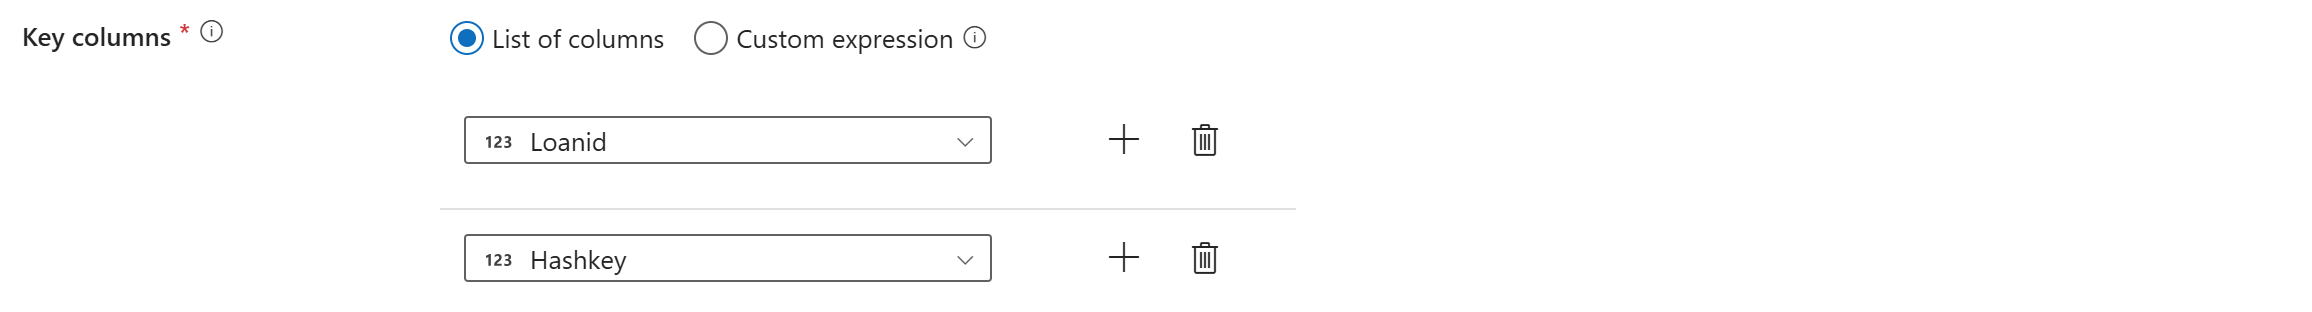 Key columns * List of columns Custom expression
123 Loanid
123 Hashkey